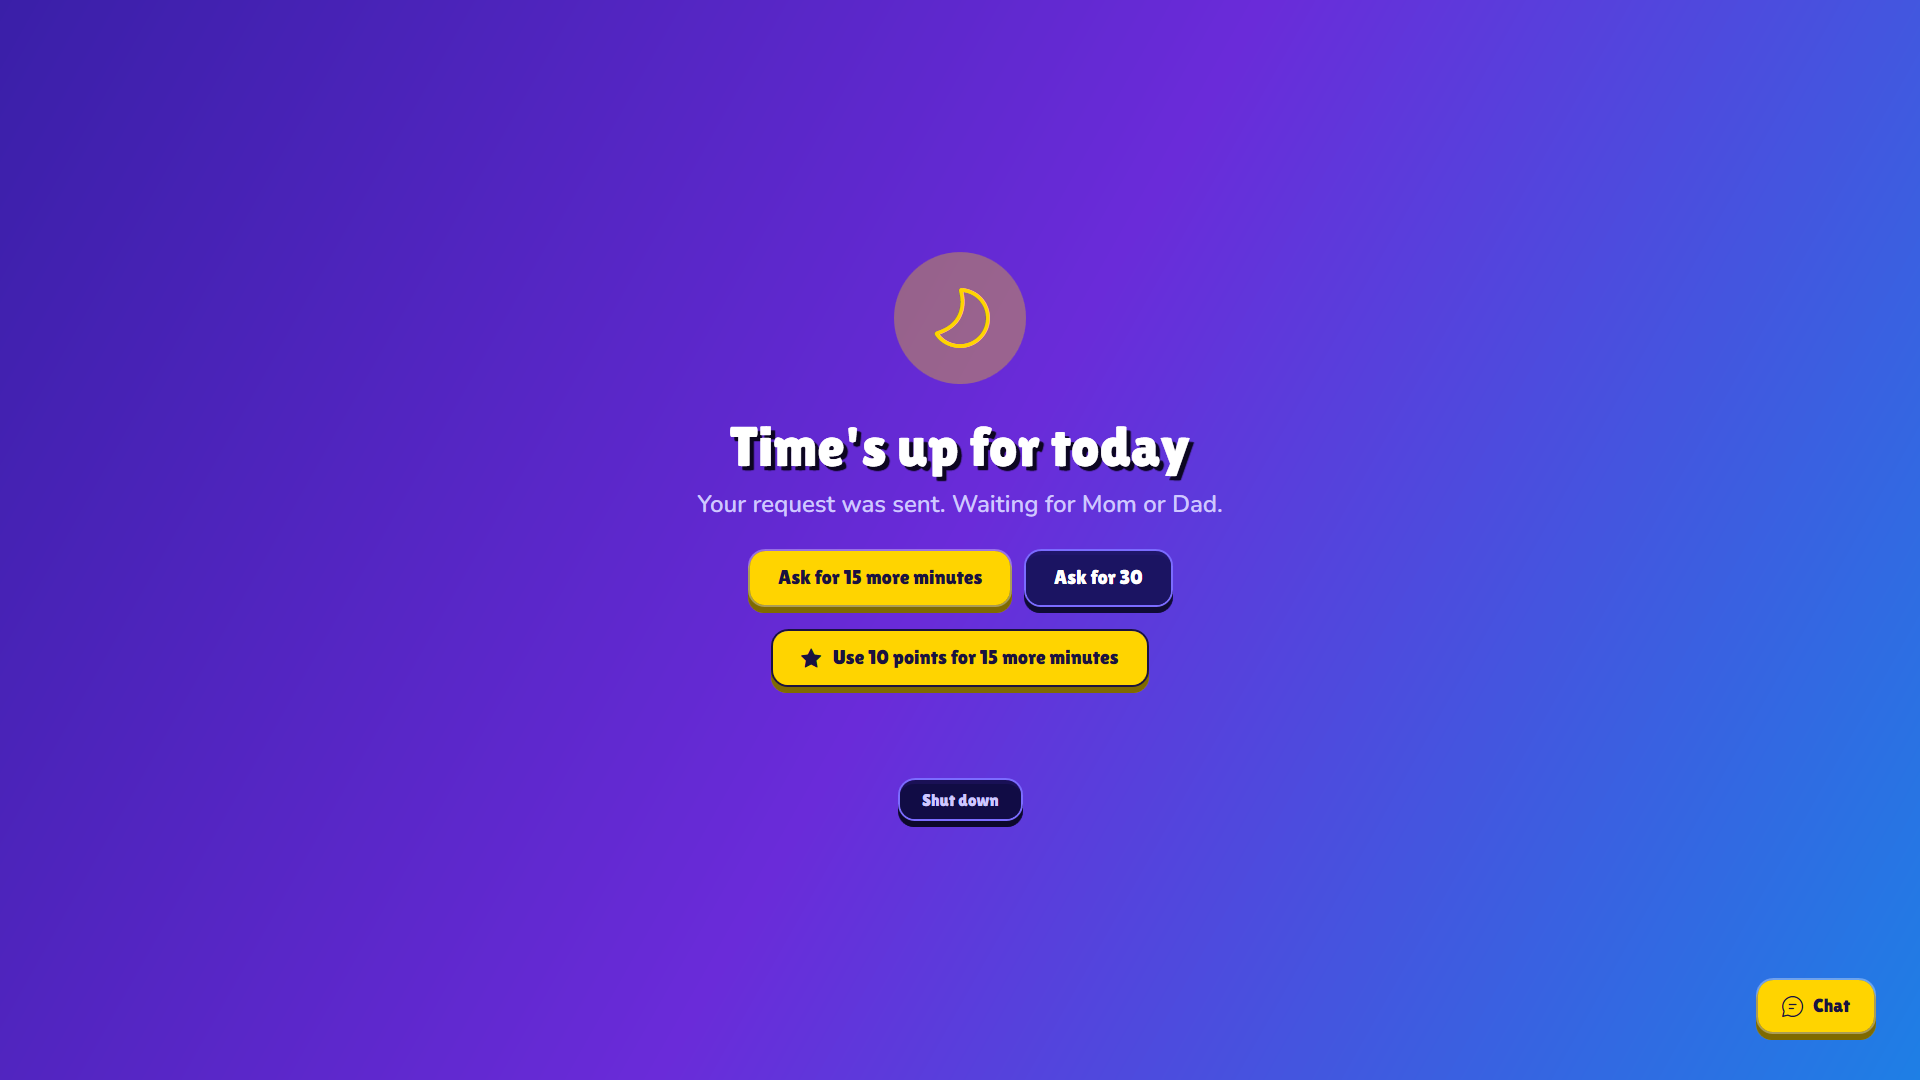 Time's up for today
Your request was sent. Waiting for Mom or Dad.
Ask for 15 more minutes
Ask for 30
Use 10 points for 15 more minutes
Shut down
Chat